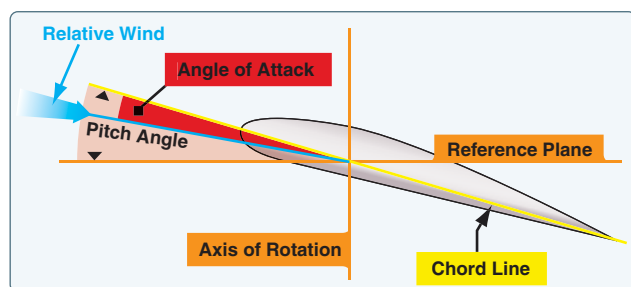 Relative Wind
Angle of Attack
Pitch Angle
Reference Plane
Axis of Rotation
Chord Line